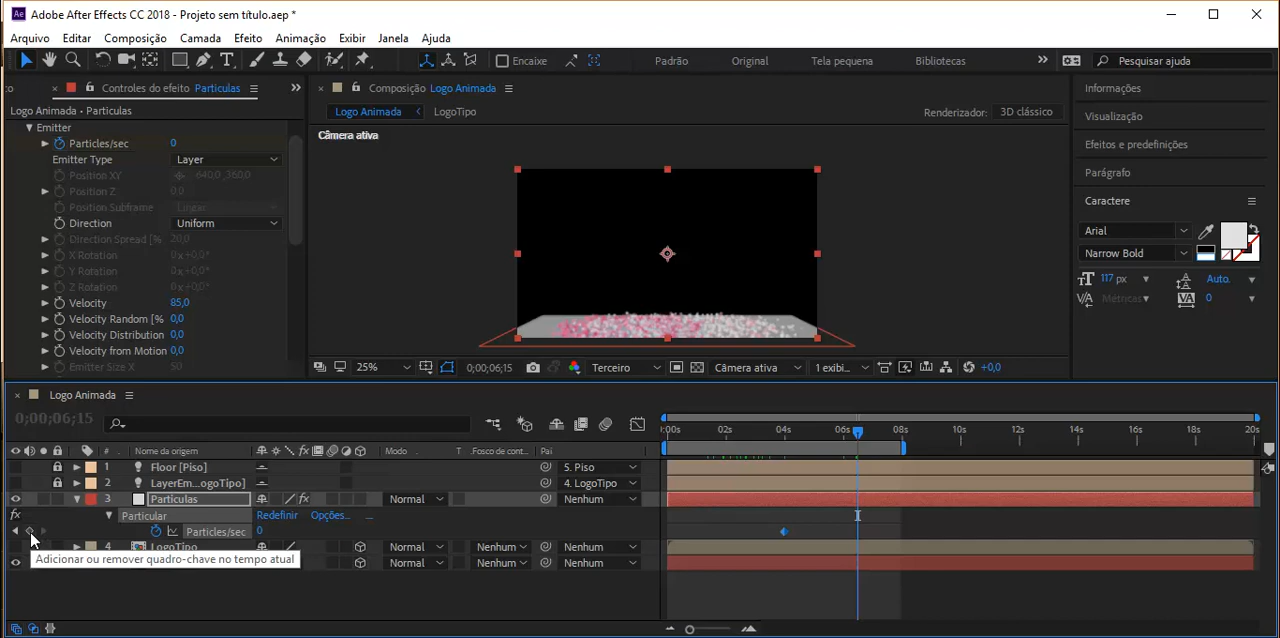 Ae Adobe After Effects CC 2018 - Projeto sem título.aep *
Arquivo Editar Composição Camada Efeito Animação Exibir Janela Ajuda
Encaixe Padrão Original Tela pequena Bibliotecas » Pesquisar ajuda
Controles do efeito Particulas
Logo Animada • Particulas
Emitter
Particles/sec 0
Emitter Type Layer
Position XY 640,0 ,360,0
Position Z 0,0
Position Subframe Linear
Direction Uniform
Direction Spread [% 20,0
X Rotation 0x+0,0°
Y Rotation 0x+0,0°
Z Rotation 0x+0,0°
Velocity 85,0
Velocity Random [% 0,0
Velocity Distribution 0,0
Velocity from Motion 0,0
Emitter Size X 50
Composição Logo Animada
Logo Animada LogoTipo Renderizador: 3D clássico
Câmera ativa
25% 0;00;06;15 Terceiro Câmera ativa 1 exibi... +0,0
Informações
Visualização
Efeitos e predefinições
Parágrafo
Caractere
Arial
Narrow Bold
117 px Auto.
Métricas 0
Logo Animada
0;00;06;15
# Nome da origem Modo T .Fosco de cont... Pai
1 Floor [Piso] 5. Piso
2 LayerEm...ogoTipo] 4. LogoTipo
3 Particulas Normal Nenhum
Particular Redefinir Opções... ...
Particles/sec 0
4 LogoTipo Normal Nenhum Nenhum
Adicionar ou remover quadro-chave no tempo atual
Normal Nenhum Nenhum
:00s 02s 04s 06s 08s 10s 12s 14s 16s 18s 20s